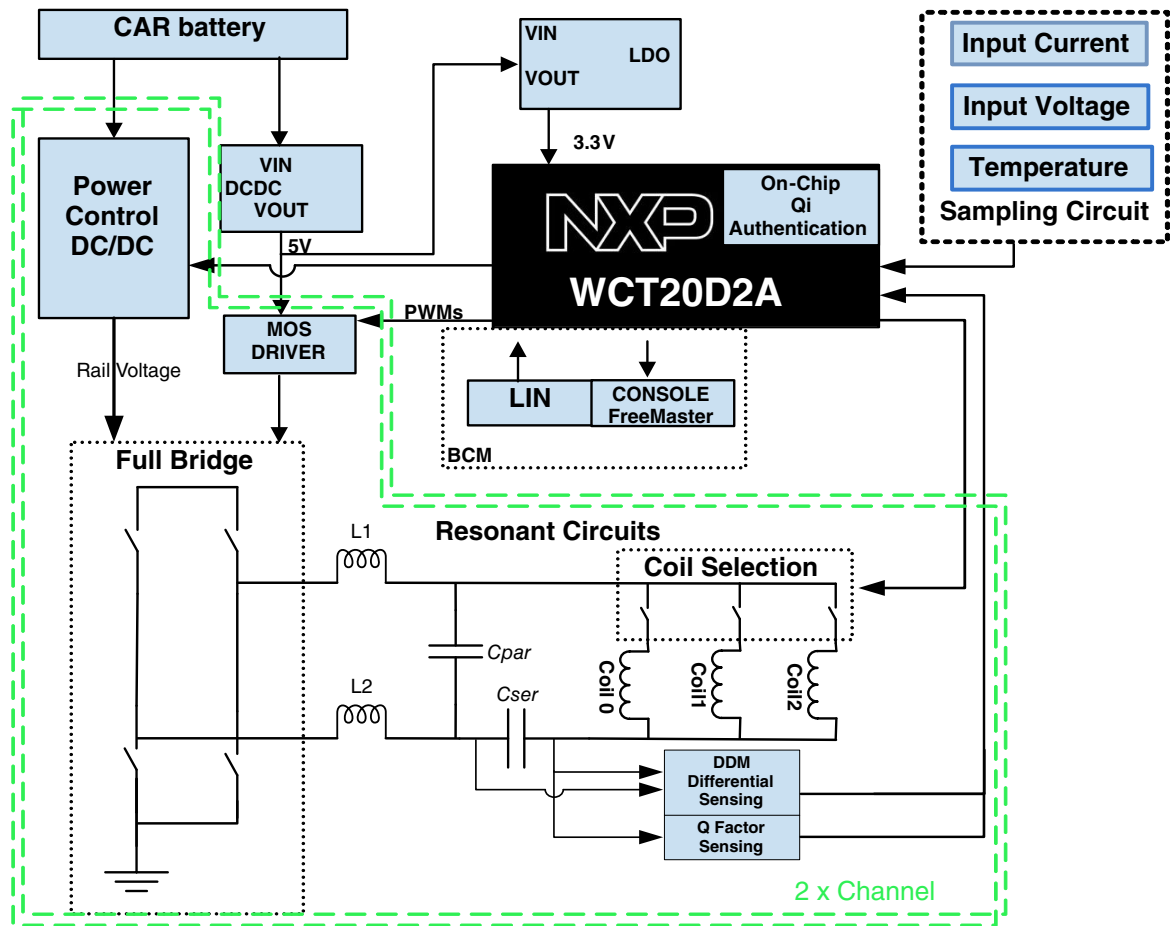 CAR battery
VIN
LDO
VOUT
Input Current
Input Voltage
Temperature
Sampling Circuit
Power
Control
DC/DC
VIN
DCDC
VOUT
5V
3.3V
NXP
On-Chip
Qi
Authentication
WCT20D2A
PWMs
MOS
DRIVER
Rail Voltage
LIN
CONSOLE
FreeMaster
BCM
Full Bridge
Resonant Circuits
L1
Coil Selection
Cpar
L2
Cser
Coil 0
Coil1
Coil2
DDM
Differential
Sensing
Q Factor
Sensing
2 x Channel